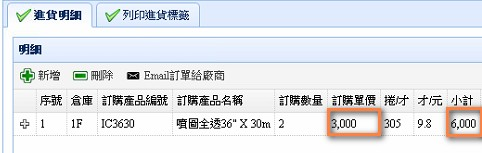 進貨明細 列印進貨標籤
明細
新增 刪除 Email訂單給廠商
序號 倉庫 訂購產品編號 訂購產品名稱 訂購數量 訂購單價 捲/才 才/元 小計
1 1F IC3630 噴圖全透36" X 30m 2 3,000 305 9.8 6,000